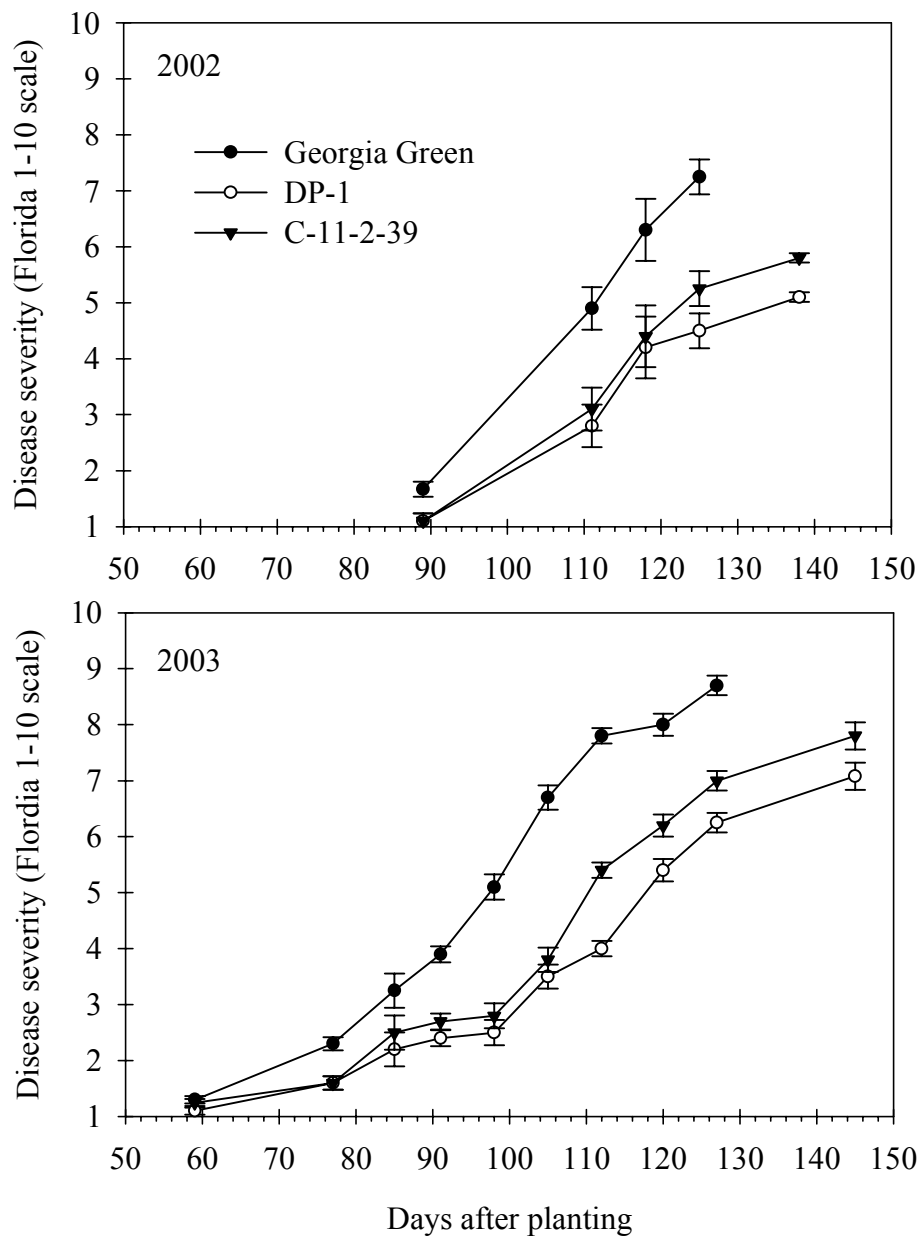 Disease severity (Florida 1-10 scale)
10
9
8
7
6
5
4
3
2
1
2002
Georgia Green
DP-1
C-11-2-39
50 60 70 80 90 100 110 120 130 140 150
Disease severity (Flordia 1-10 scale)
10
9
8
7
6
5
4
3
2
1
2003
50 60 70 80 90 100 110 120 130 140 150
Days after planting